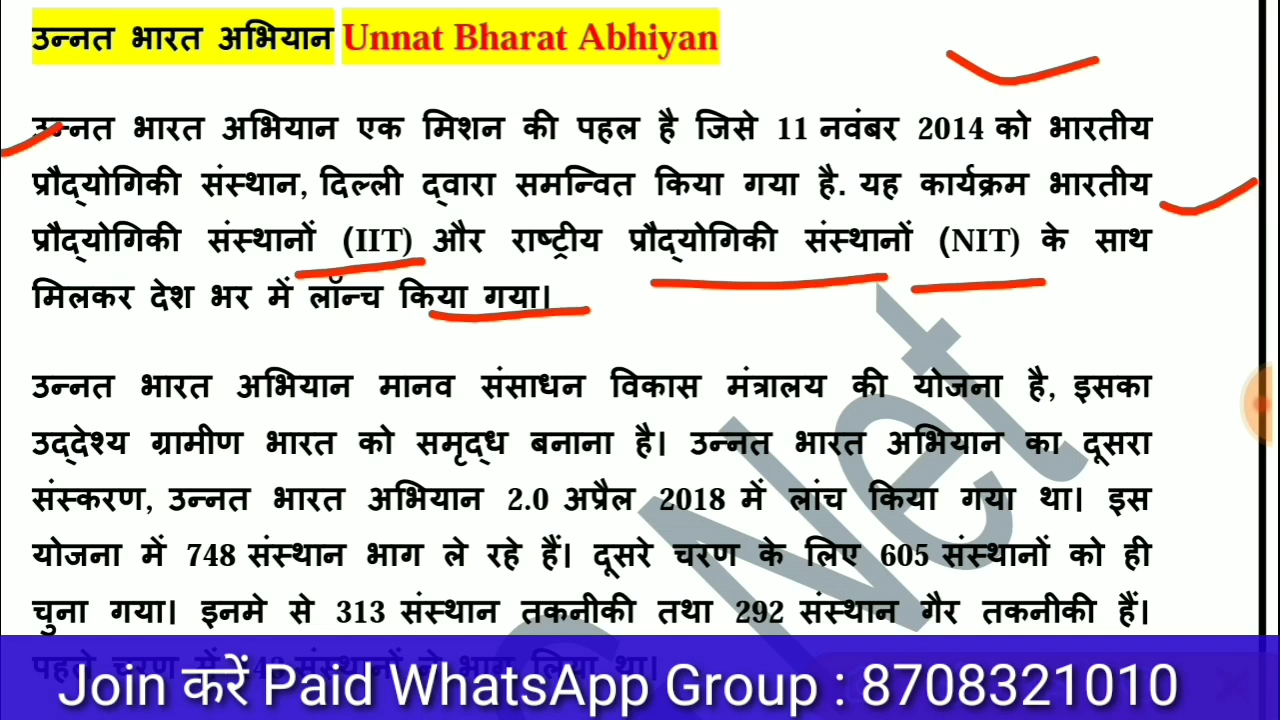 उन्नत भारत अभियान Unnat Bharat Abhiyan
उन्नत भारत अभियान एक मिशन की पहल है जिसे 11 नवंबर 2014 को भारतीय
प्रौद्योगिकी संस्थान, दिल्ली द्वारा समन्वित किया गया है. यह कार्यक्रम भारतीय
प्रौद्योगिकी संस्थानों (IIT) और राष्ट्रीय प्रौद्योगिकी संस्थानों (NIT) के साथ
मिलकर देश भर में लॉन्च किया गया।
उन्नत भारत अभियान मानव संसाधन विकास मंत्रालय की योजना है, इसका
उद्देश्य ग्रामीण भारत को समृद्ध बनाना है। उन्नत भारत अभियान का दूसरा
संस्करण, उन्नत भारत अभियान 2.0 अप्रैल 2018 में लांच किया गया था। इस
योजना में 748 संस्थान भाग ले रहे हैं। दूसरे चरण के लिए 605 संस्थानों को ही
चुना गया। इनमे से 313 संस्थान तकनीकी तथा 292 संस्थान गैर तकनीकी हैं।
पहले चरण में संस्थानों ने भाग लिया था।
Join करें Paid WhatsApp Group : 8708321010
Net